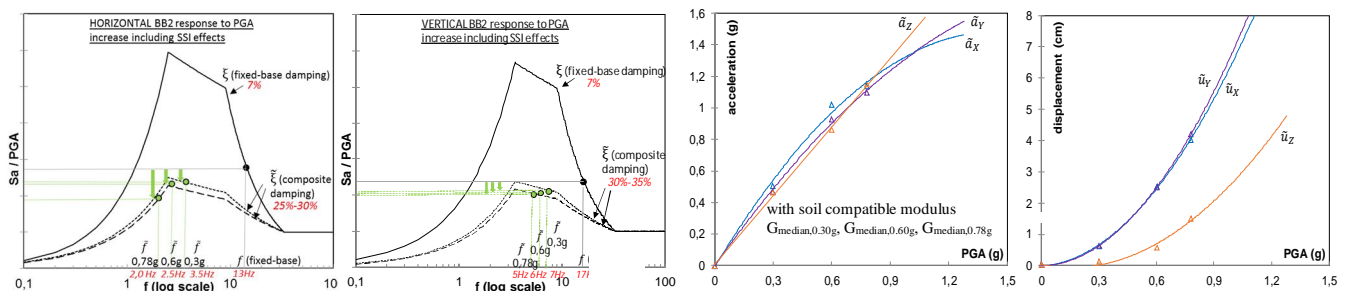 HORIZONTAL BB2 response to PGA
increase including SSI effects
Sa / PGA
ξ (fixed-base damping)
7%
ξ̃ (composite
damping)
25%-30%
f̃ f̃ f̃ f (fixed-base)
0,78g 0,6g 0,3g
2,0 Hz 2.5Hz 3.5Hz 13Hz
0,1 1 10 100
f (log scale)
VERTICAL BB2 response to PGA
increase including SSI effects
Sa / PGA
ξ (fixed-base damping)
7%
ξ̃ (composite
damping)
30%-35%
f̃
f̃ 0,3g
f̃ 0,6g
0,78g
f
5Hz 6Hz 7Hz 17H
0,1 1 10 100
f (log scale)
acceleration (g)
1,6
1,4
1,2
1
0,8
0,6
0,4
0,2
0
ã_Z
ã_Y
ã_X
with soil compatible modulus
G_median,0.30g, G_median,0.60g, G_median,0.78g
PGA (g)
0 0,3 0,6 0,9 1,2 1,5
displacement (cm)
8
7
6
5
4
3
2
1
0
ũ_Y
ũ_X
ũ_Z
PGA (g)
0 0,3 0,6 0,9 1,2 1,5